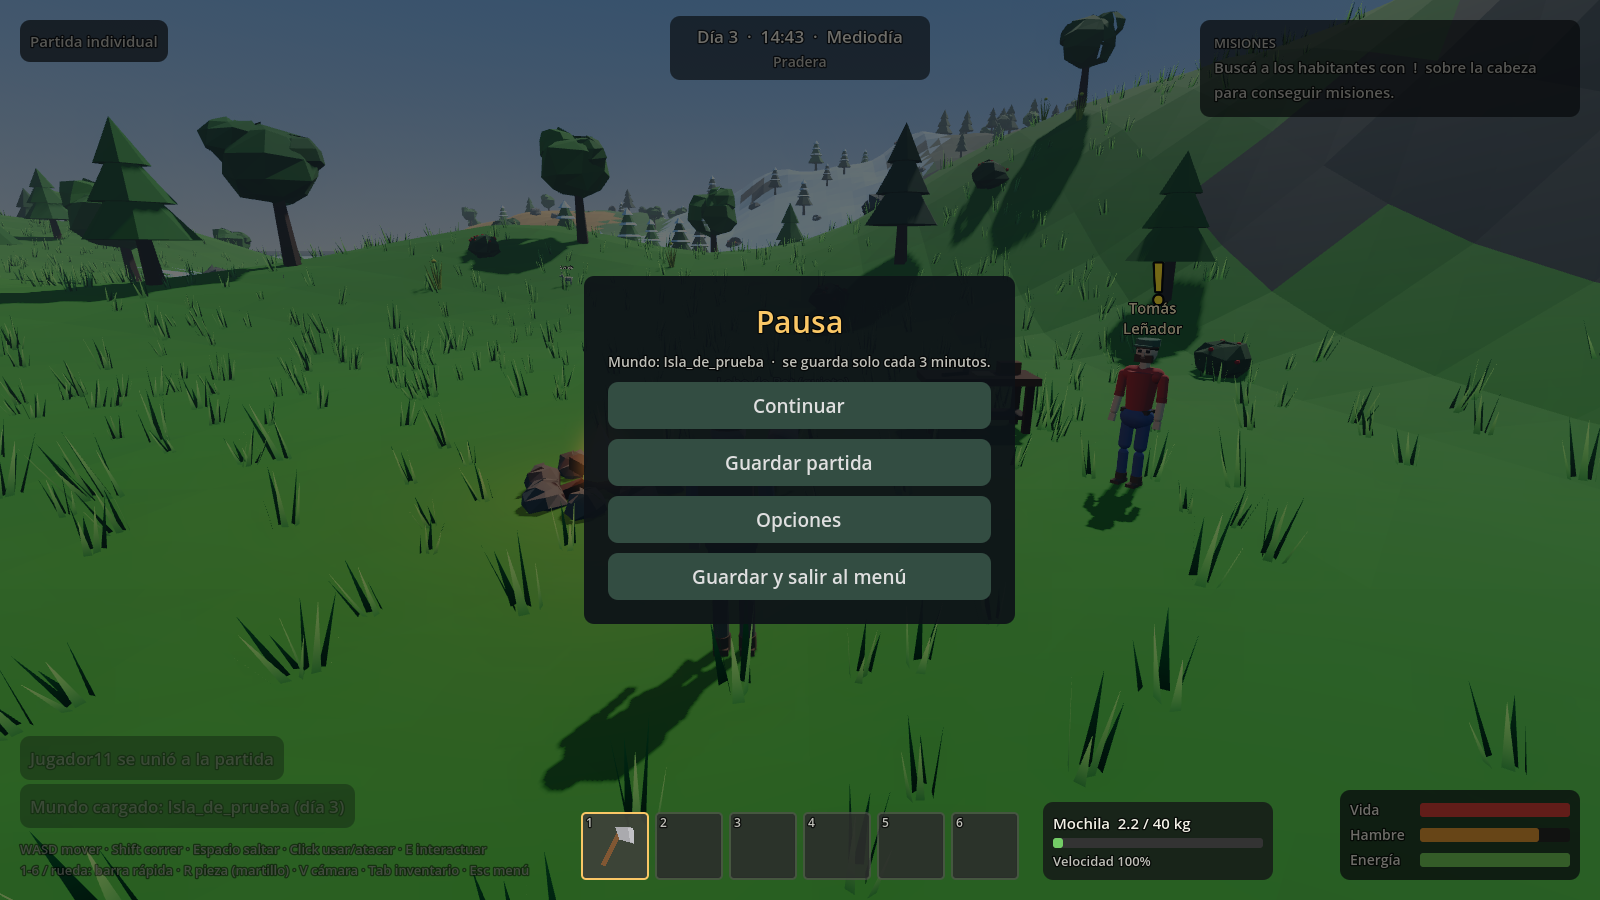 Partida individual
Día 3 · 14:43 · Mediodía
Pradera
MISIONES
Buscá a los habitantes con ! sobre la cabeza
para conseguir misiones.
!
Tomás
Leñador
Pausa
Mundo: Isla_de_prueba · se guarda solo cada 3 minutos.
Continuar
Guardar partida
Opciones
Guardar y salir al menú
Jugador11 se unió a la partida
Mundo cargado: Isla_de_prueba (día 3)
WASD mover · Shift correr · Espacio saltar · Click usar/atacar · E interactuar
1-6 / rueda: barra rápida · R pieza (martillo) · V cámara · Tab inventario · Esc menú
1 2 3 4 5 6
Mochila 2.2 / 40 kg
Velocidad 100%
Vida
Hambre
Energía